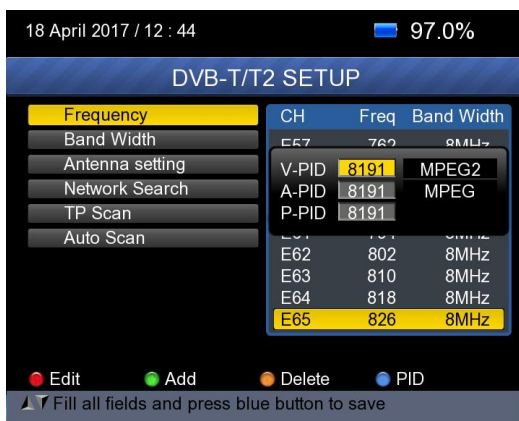 18 April 2017 / 12 : 44 97.0%
DVB-T/T2 SETUP
Frequency
Band Width
Antenna setting
Network Search
TP Scan
Auto Scan
CH Freq Band Width
E57 762 8MHz
V-PID 8191 MPEG2
A-PID 8191 MPEG
P-PID 8191
E62 802 8MHz
E63 810 8MHz
E64 818 8MHz
E65 826 8MHz
Edit Add Delete PID
Fill all fields and press blue button to save